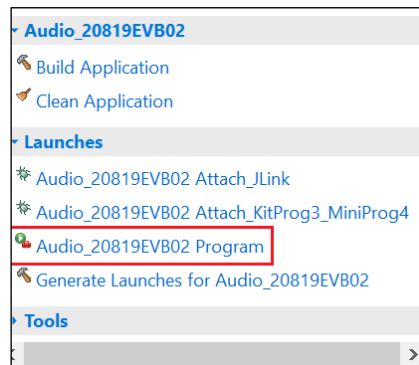 Audio_20819EVB02
Build Application
Clean Application
Launches
Audio_20819EVB02 Attach_JLink
Audio_20819EVB02 Attach_KitProg3_MiniProg4
Audio_20819EVB02 Program
Generate Launches for Audio_20819EVB02
Tools